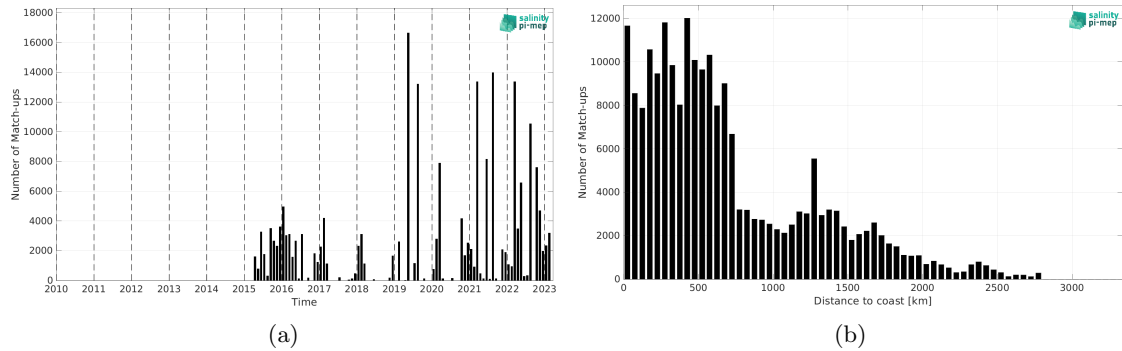 salinity
pi-mep
Number of Match-ups
18000
16000
14000
12000
10000
8000
6000
4000
2000
0
2010 2011 2012 2013 2014 2015 2016 2017 2018 2019 2020 2021 2022 2023
Time
(a)
salinity
pi-mep
Number of Match-ups
12000
10000
8000
6000
4000
2000
0
0 500 1000 1500 2000 2500 3000
Distance to coast [km]
(b)